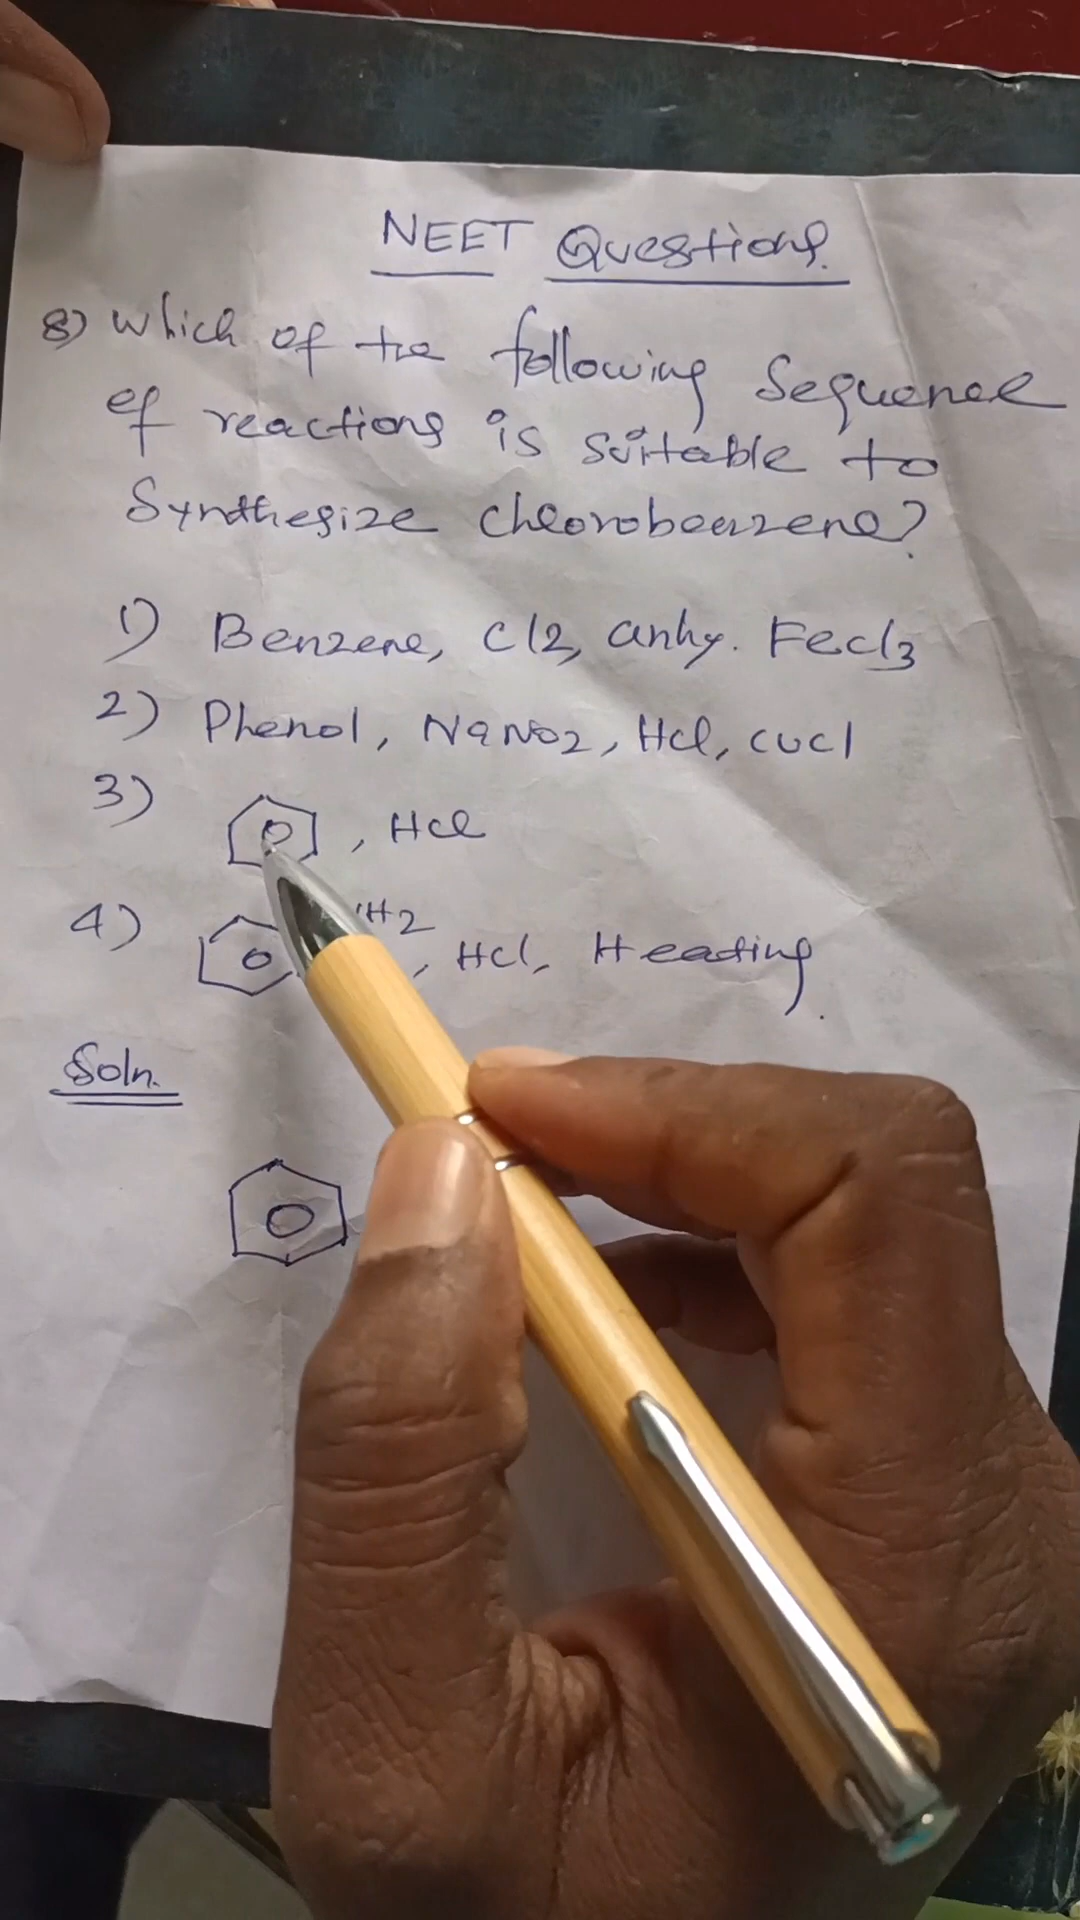 NEET Questions.
8) Which of the following Sequence
of reactions is suitable to
Synthesize chlorobenzene?
1) Benzene, Cl2, anhy. FeCl3
2) Phenol, NaNO2, HCl, CuCl
3) , HCl
4) H2, HCl, Heating.
Soln.